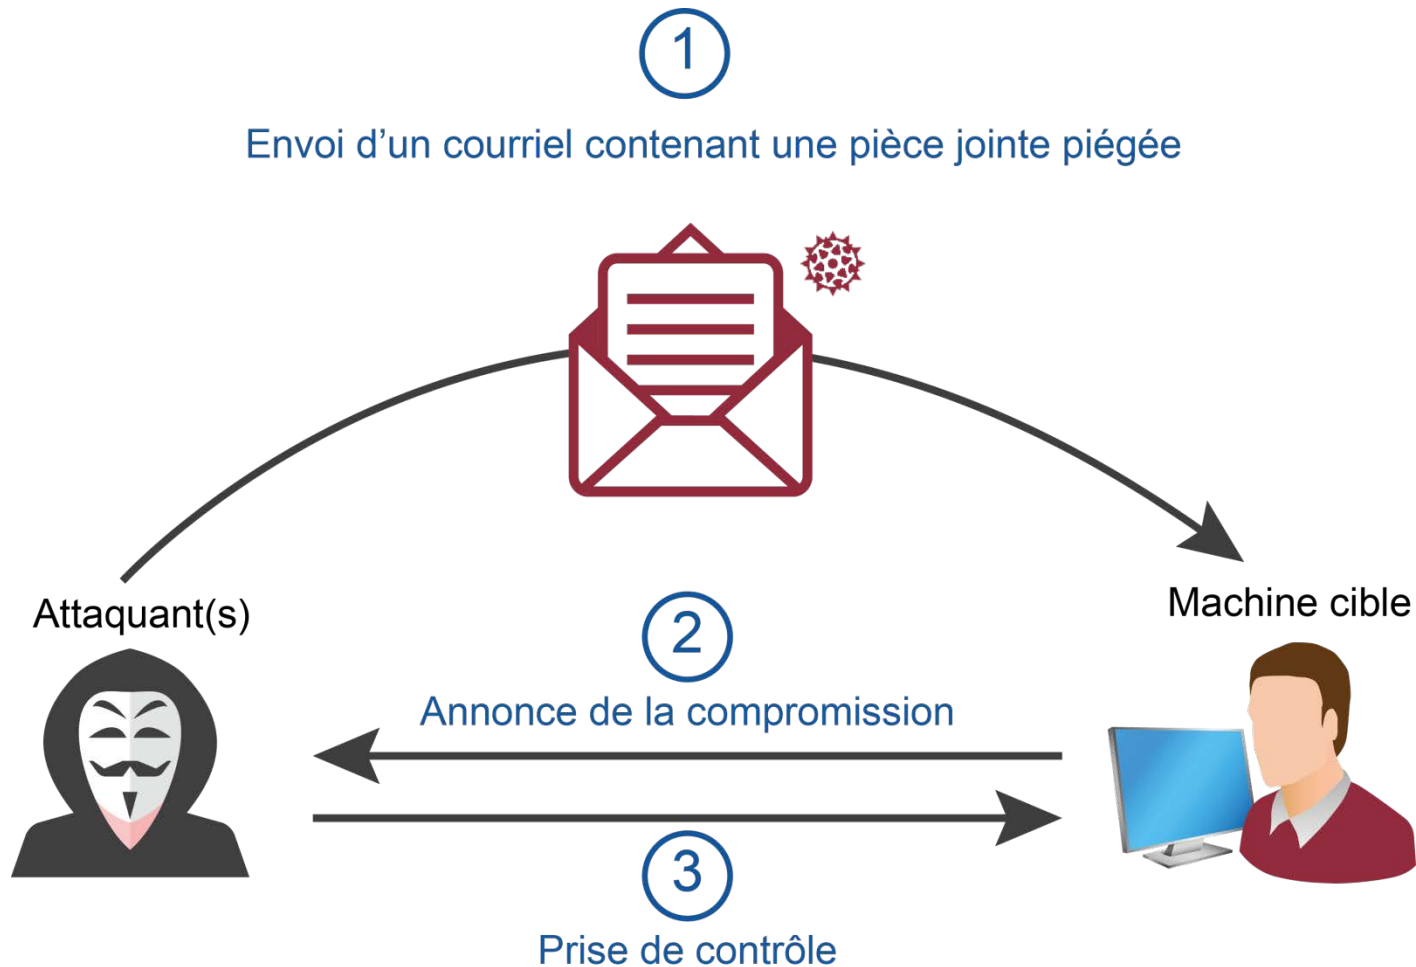 1
Envoi d’un courriel contenant une pièce jointe piégée
Attaquant(s)
Machine cible
2
Annonce de la compromission
3
Prise de contrôle